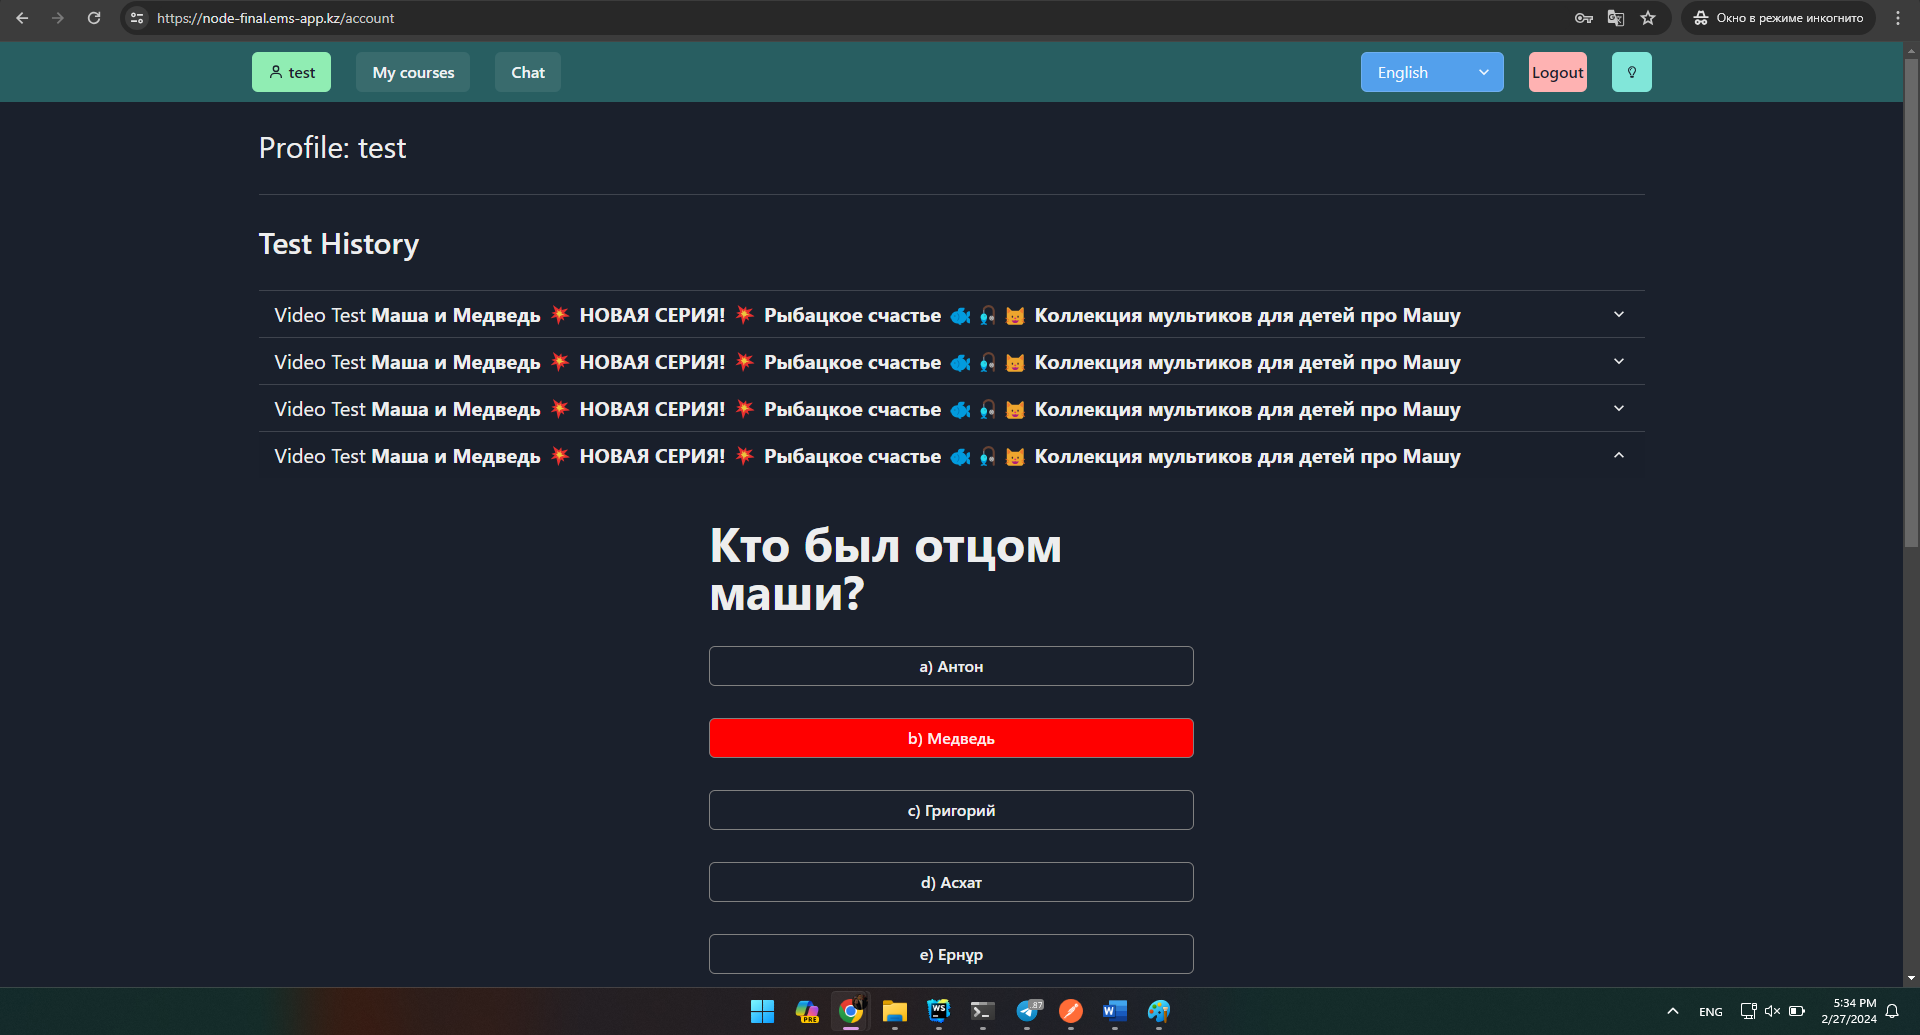 https://node-final.ems-app.kz/account
Окно в режиме инкогнито
test
My courses
Chat
English
Logout
Profile: test
Test History
Video Test Маша и Медведь 💥 НОВАЯ СЕРИЯ! 💥 Рыбацкое счастье 🐟 🎣 😺 Коллекция мультиков для детей про Машу
Video Test Маша и Медведь 💥 НОВАЯ СЕРИЯ! 💥 Рыбацкое счастье 🐟 🎣 😺 Коллекция мультиков для детей про Машу
Video Test Маша и Медведь 💥 НОВАЯ СЕРИЯ! 💥 Рыбацкое счастье 🐟 🎣 😺 Коллекция мультиков для детей про Машу
Video Test Маша и Медведь 💥 НОВАЯ СЕРИЯ! 💥 Рыбацкое счастье 🐟 🎣 😺 Коллекция мультиков для детей про Машу
Кто был отцом
маши?
a) Антон
b) Медведь
c) Григорий
d) Асхат
e) Ернұр
PRE
WS
87
W
ENG
5:34 PM
2/27/2024